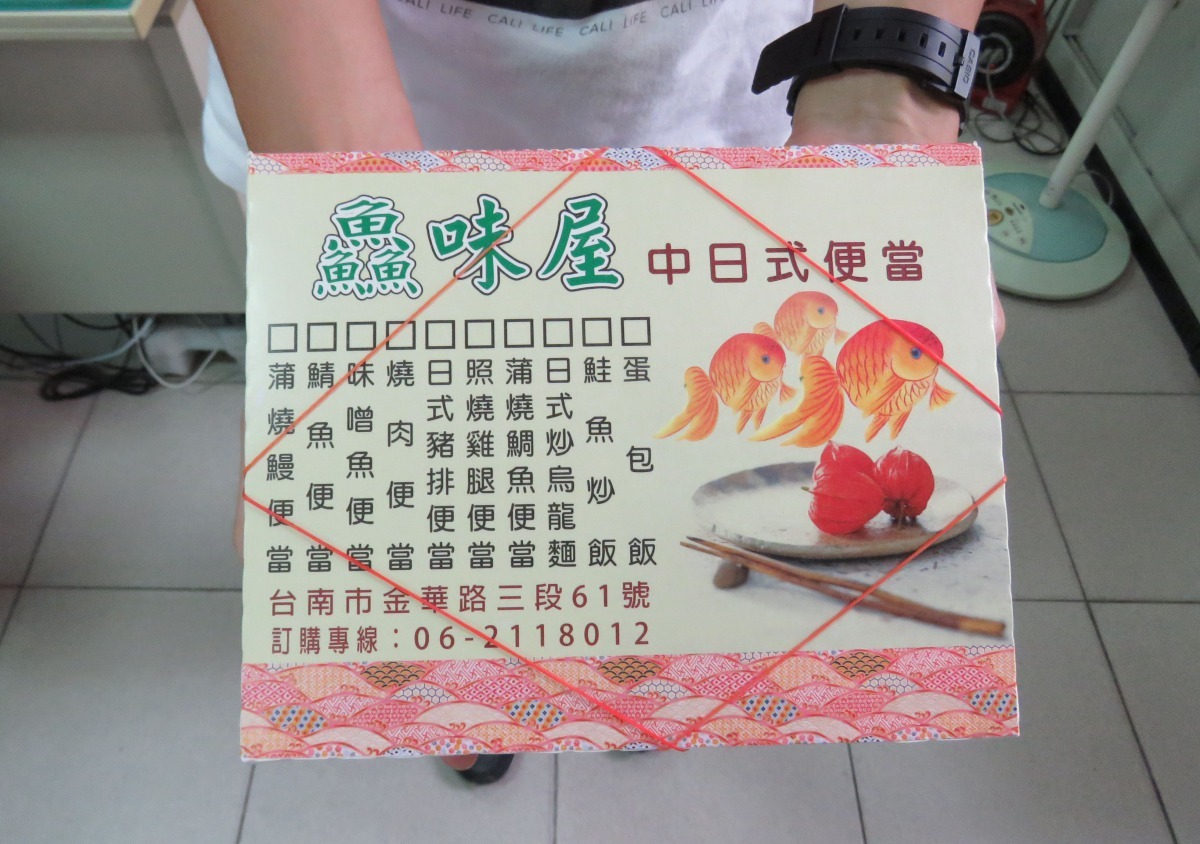 CALI LIFE CALI LIFE CALI LIFE CALI LIFE
CASIO
鱻味屋 中日式便當
□蒲燒鰻便當
□鯖魚便當
□味噌魚便當
□燒肉便當
□日式豬排便當
□照燒雞腿便當
□蒲燒鯛魚便當
□日式炒烏龍麵
□鮭魚炒飯
□蛋包飯
台南市金華路三段61號
訂購專線：06-2118012